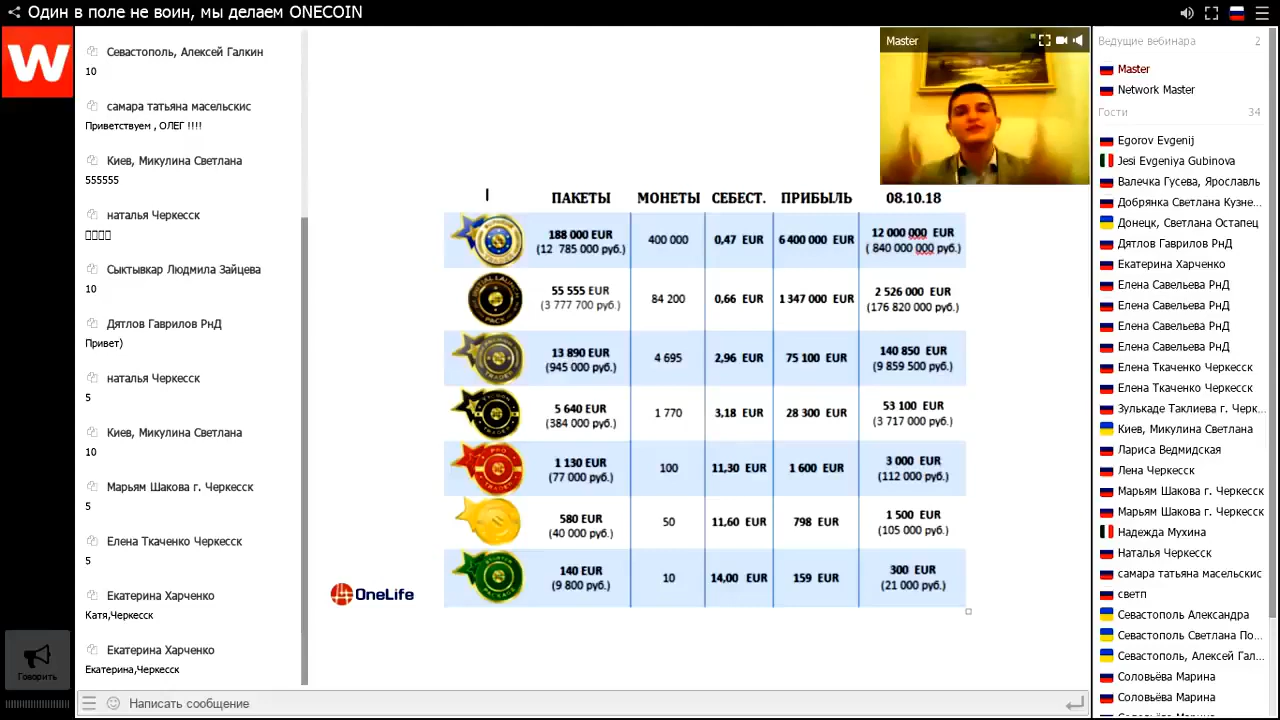 Один в поле не воин, мы делаем ONECOIN
W
Севастополь, Алексей Галкин
10
самара татьяна масельскис
Приветствуем , ОЛЕГ !!!!
Киев, Микулина Светлана
555555
наталья Черкесск
Сыктывкар Людмила Зайцева
10
Дятлов Гаврилов РнД
Привет)
наталья Черкесск
5
Киев, Микулина Светлана
10
Марьям Шакова г. Черкесск
5
Елена Ткаченко Черкесск
5
Екатерина Харченко
Катя,Черкесск
Екатерина Харченко
Екатерина,Черкесск
Говорить
Написать сообщение
Master
ПАКЕТЫ МОНЕТЫ СЕБЕСТ. ПРИБЫЛЬ 08.10.18
188 000 EUR 400 000 0,47 EUR 6 400 000 EUR 12 000 000 EUR
(12 785 000 руб.) ( 840 000 000 руб.)
55 555 EUR 84 200 0,66 EUR 1 347 000 EUR 2 526 000 EUR
(3 777 700 руб.) (176 820 000 руб.)
13 890 EUR 4 695 2,96 EUR 75 100 EUR 140 850 EUR
(945 000 руб.) (9 859 500 руб.)
5 640 EUR 1 770 3,18 EUR 28 300 EUR 53 100 EUR
(384 000 руб.) (3 717 000 руб.)
1 130 EUR 100 11,30 EUR 1 600 EUR 3 000 EUR
(77 000 руб.) (112 000 руб.)
580 EUR 50 11,60 EUR 798 EUR 1 500 EUR
(40 000 руб.) (105 000 руб.)
140 EUR 10 14,00 EUR 159 EUR 300 EUR
(9 800 руб.) (21 000 руб.)
OneLife
Ведущие вебинара 2
Master
Network Master
Гости 34
Egorov Evgenij
Jesi Evgeniya Gubinova
Валечка Гусева, Ярославль
Добрянка Светлана Кузне...
Донецк, Светлана Остапец
Дятлов Гаврилов РнД
Екатерина Харченко
Елена Савельева РнД
Елена Савельева РнД
Елена Савельева РнД
Елена Савельева РнД
Елена Ткаченко Черкесск
Елена Ткаченко Черкесск
Зулькаде Таклиева г. Черк...
Киев, Микулина Светлана
Лариса Ведмидская
Лена Черкесск
Марьям Шакова г. Черкесск
Марьям Шакова г. Черкесск
Надежда Мухина
Наталья Черкесск
самара татьяна масельскис
светп
Севастополь Александра
Севастополь Светлана По...
Севастополь, Алексей Гал...
Соловьёва Марина
Соловьёва Марина